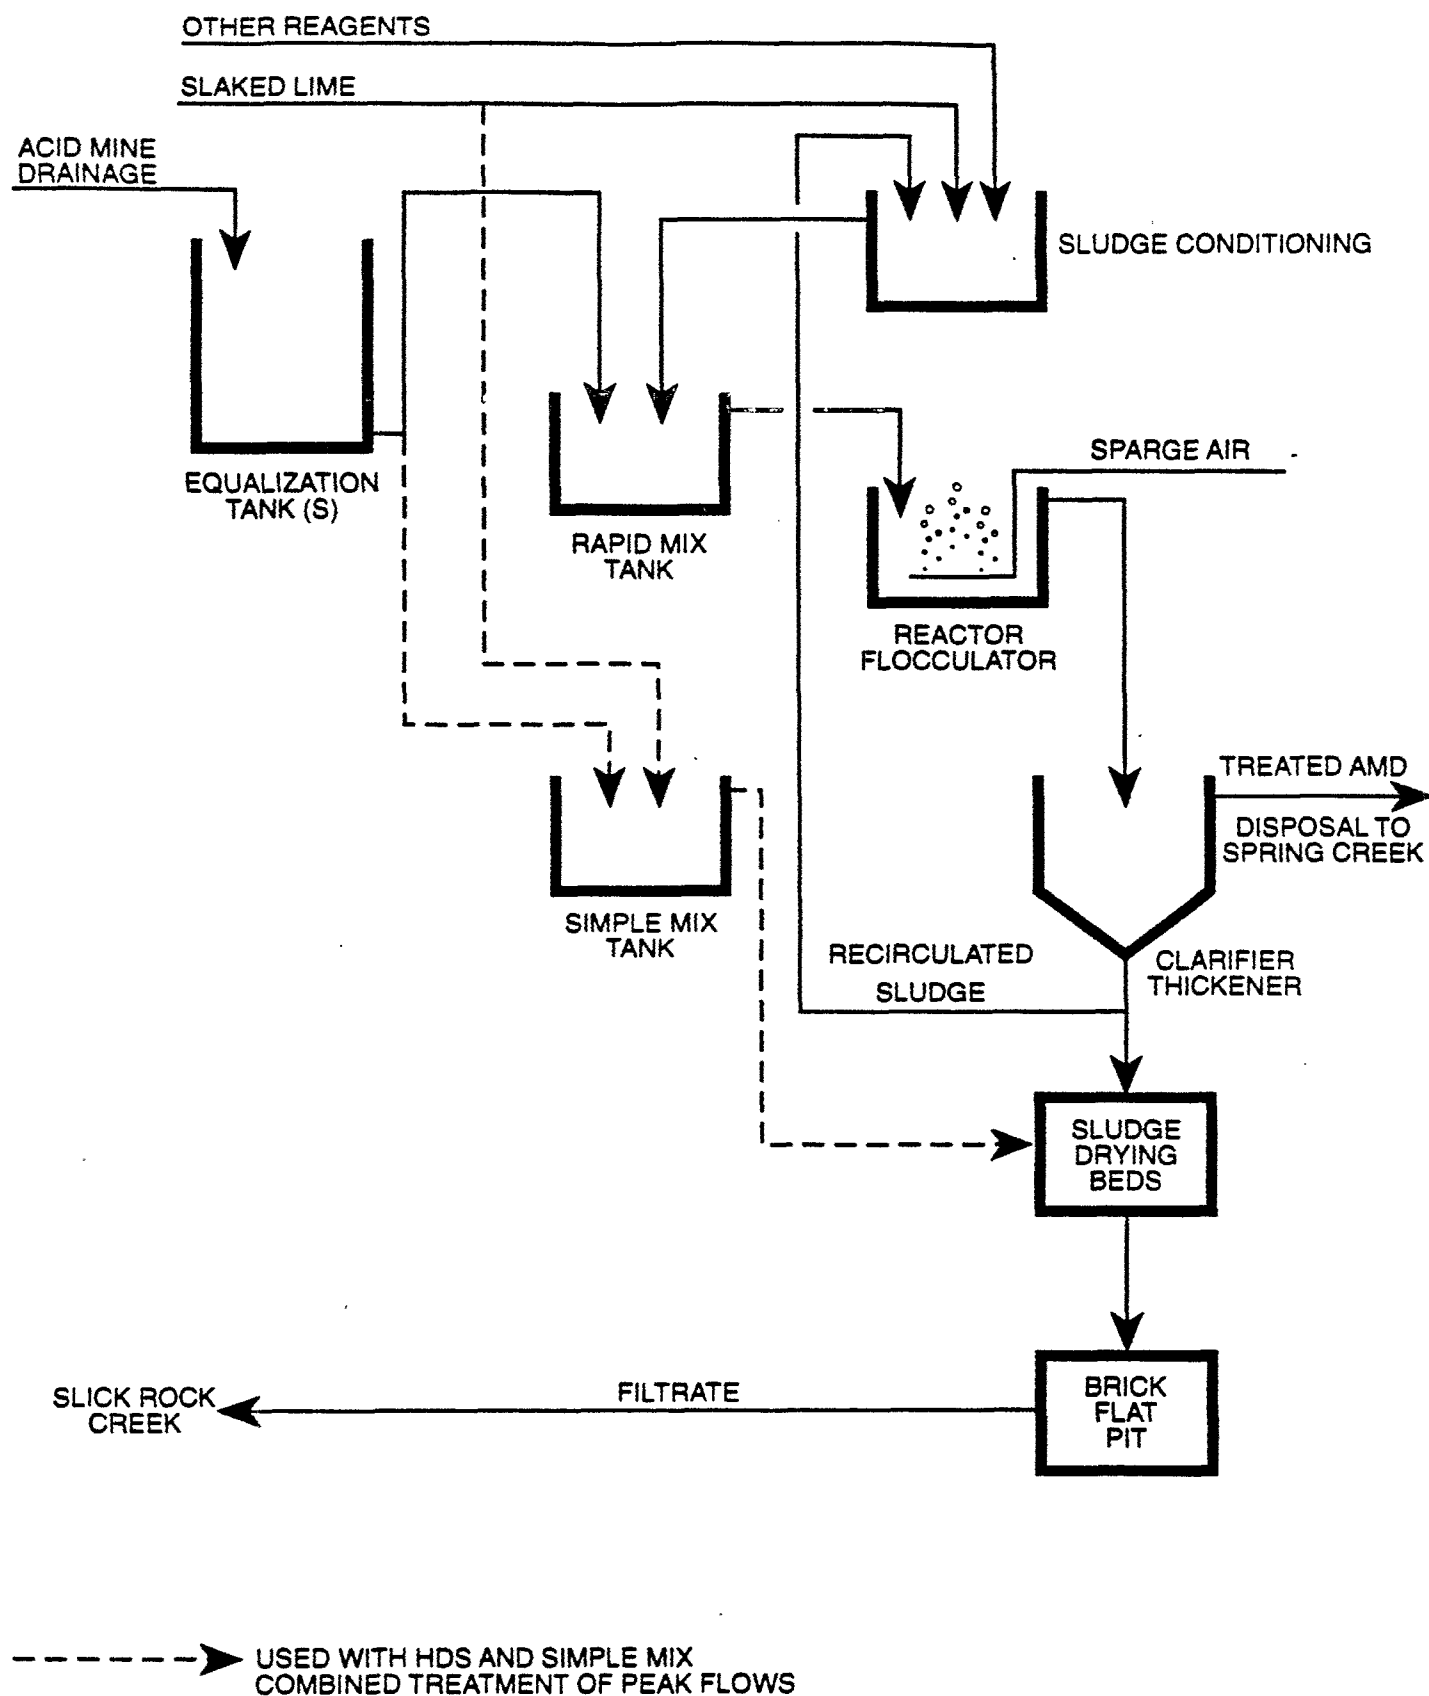 OTHER REAGENTS
SLAKED LIME
ACID MINE
DRAINAGE
SLUDGE CONDITIONING
SPARGE AIR
EQUALIZATION
TANK (S)
RAPID MIX
TANK
REACTOR
FLOCCULATOR
TREATED AMD
DISPOSAL TO
SPRING CREEK
SIMPLE MIX
TANK
RECIRCULATED
SLUDGE
CLARIFIER
THICKENER
SLUDGE
DRYING
BEDS
BRICK
FLAT
PIT
FILTRATE
SLICK ROCK
CREEK
USED WITH HDS AND SIMPLE MIX
COMBINED TREATMENT OF PEAK FLOWS